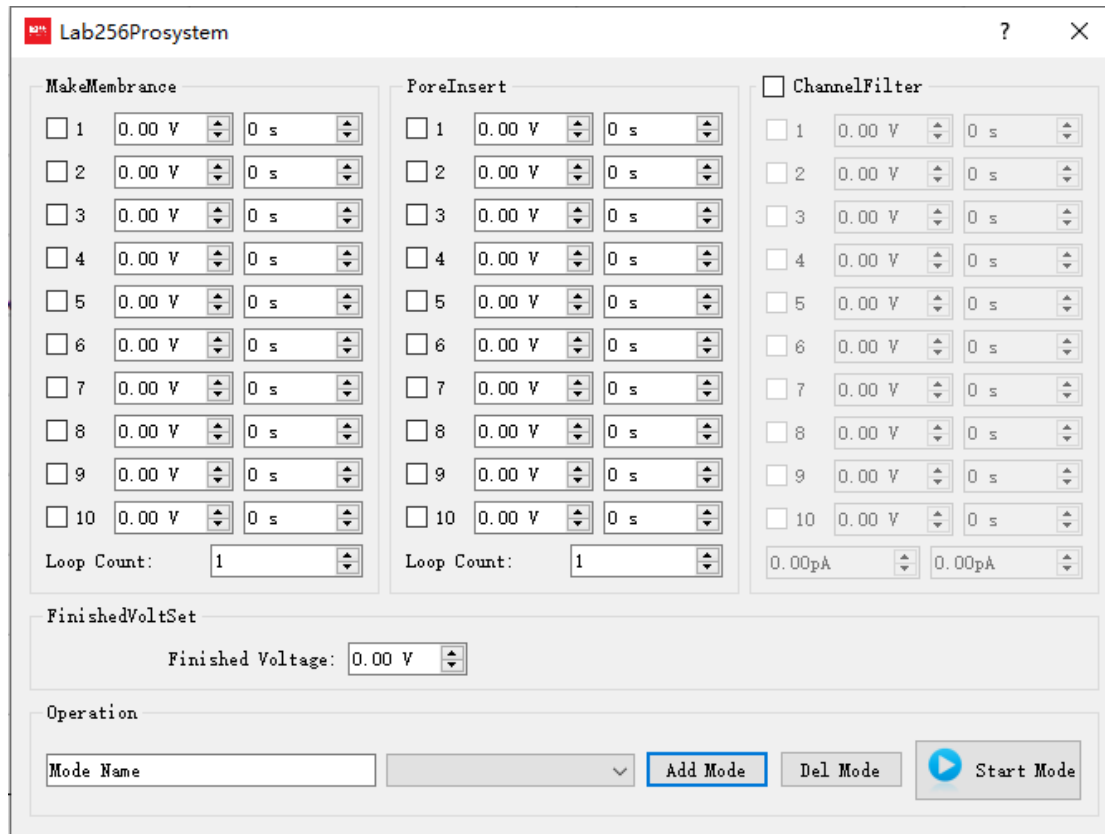 Lab256Prosystem ?
MakeMembrance PoreInsert ChannelFilter
1 0.00 V 0 s 1 0.00 V 0 s 1 0.00 V 0 s
2 0.00 V 0 s 2 0.00 V 0 s 2 0.00 V 0 s
3 0.00 V 0 s 3 0.00 V 0 s 3 0.00 V 0 s
4 0.00 V 0 s 4 0.00 V 0 s 4 0.00 V 0 s
5 0.00 V 0 s 5 0.00 V 0 s 5 0.00 V 0 s
6 0.00 V 0 s 6 0.00 V 0 s 6 0.00 V 0 s
7 0.00 V 0 s 7 0.00 V 0 s 7 0.00 V 0 s
8 0.00 V 0 s 8 0.00 V 0 s 8 0.00 V 0 s
9 0.00 V 0 s 9 0.00 V 0 s 9 0.00 V 0 s
10 0.00 V 0 s 10 0.00 V 0 s 10 0.00 V 0 s
Loop Count: 1 Loop Count: 1 0.00pA 0.00pA
FinishedVoltSet
Finished Voltage: 0.00 V
Operation
Mode Name Add Mode Del Mode Start Mode